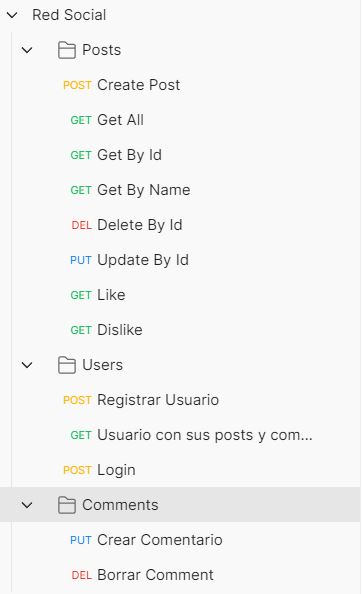 Red Social
Posts
POST Create Post
GET Get All
GET Get By Id
GET Get By Name
DEL Delete By Id
PUT Update By Id
GET Like
GET Dislike
Users
POST Registrar Usuario
GET Usuario con sus posts y com...
POST Login
Comments
PUT Crear Comentario
DEL Borrar Comment